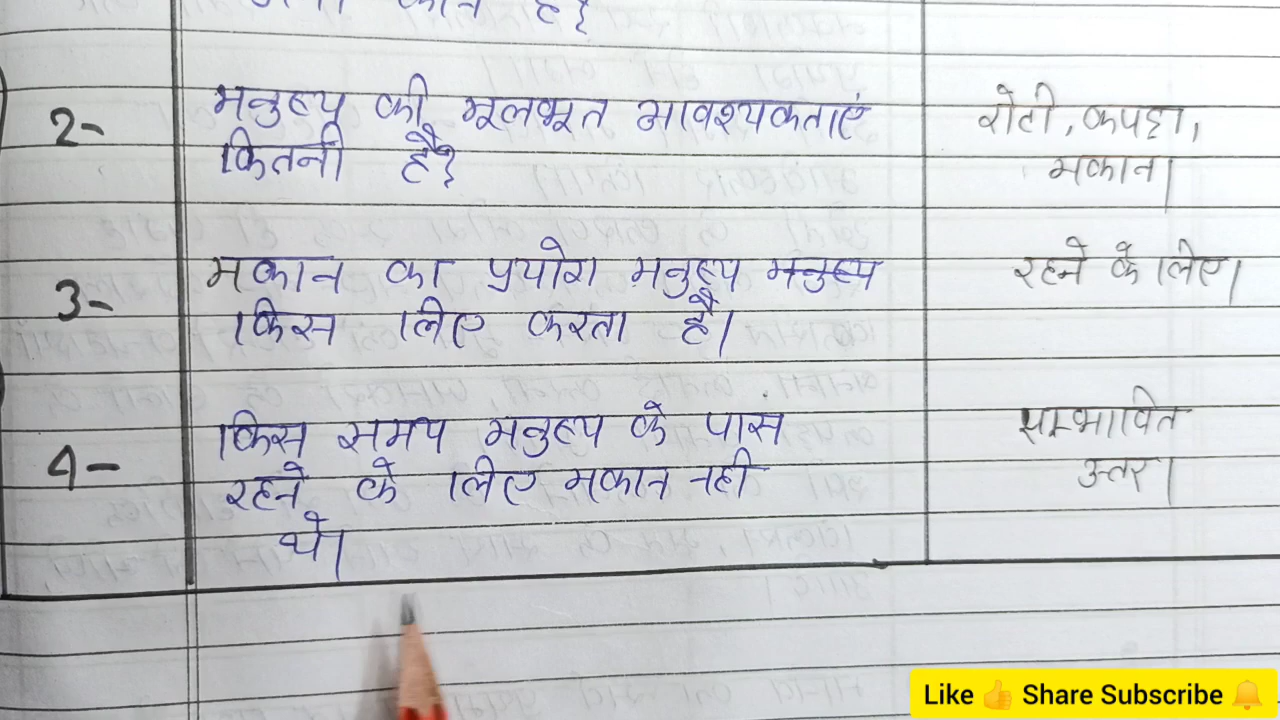 2- मनुष्य की मूलभूत आवश्यकताएं रोटी, कपड़ा,
कितनी है? मकान।
3- मकान का प्रयोग मनुष्य मनुष्य रहने के लिए।
किस लिए करता है।
4- किस समय मनुष्य के पास सम्भावित
रहने के लिए मकान नही उत्तर।
थे।
Like 👍 Share Subscribe 🔔